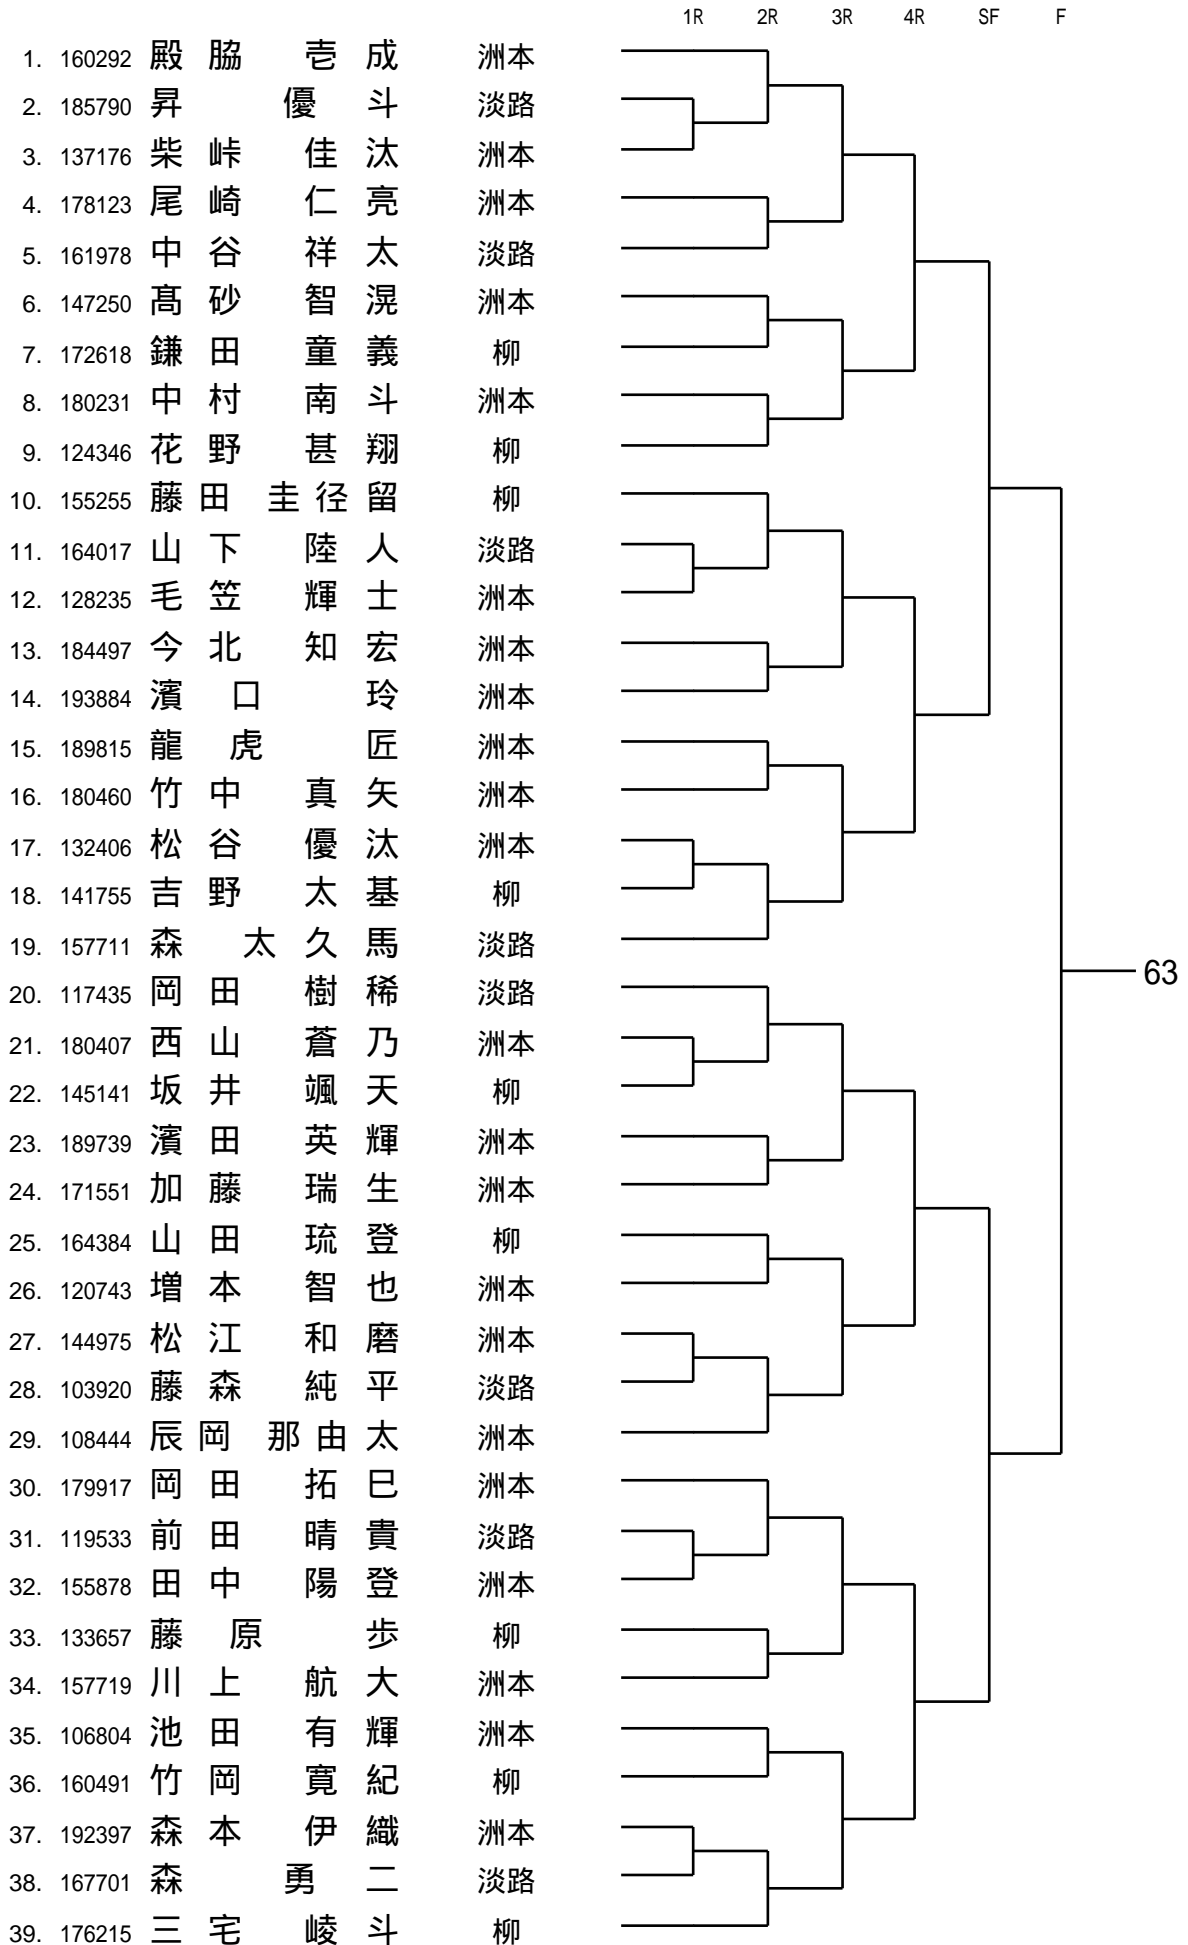 1R 2R 3R 4R SF F
1. 160292 殿脇 壱成 洲本
2. 185790 昇 優斗 淡路
3. 137176 柴峠 佳汰 洲本
4. 178123 尾崎 仁亮 洲本
5. 161978 中谷 祥太 淡路
6. 147250 髙砂 智滉 洲本
7. 172618 鎌田 童義 柳
8. 180231 中村 南斗 洲本
9. 124346 花野 甚翔 柳
10. 155255 藤田 圭径留 柳
11. 164017 山下 陸人 淡路
12. 128235 毛笠 輝士 洲本
13. 184497 今北 知宏 洲本
14. 193884 濱口 玲 洲本
15. 189815 龍虎 匠 洲本
16. 180460 竹中 真矢 洲本
17. 132406 松谷 優汰 洲本
18. 141755 吉野 太基 柳
19. 157711 森 太久馬 淡路
20. 117435 岡田 樹稀 淡路
21. 180407 西山 蒼乃 洲本
22. 145141 坂井 颯天 柳
23. 189739 濱田 英輝 洲本
24. 171551 加藤 瑞生 洲本
25. 164384 山田 琉登 柳
26. 120743 増本 智也 洲本
27. 144975 松江 和磨 洲本
28. 103920 藤森 純平 淡路
29. 108444 辰岡 那由太 洲本
30. 179917 岡田 拓巳 洲本
31. 119533 前田 晴貴 淡路
32. 155878 田中 陽登 洲本
33. 133657 藤原 歩 柳
34. 157719 川上 航大 洲本
35. 106804 池田 有輝 洲本
36. 160491 竹岡 寛紀 柳
37. 192397 森本 伊織 洲本
38. 167701 森 勇二 淡路
39. 176215 三宅 崚斗 柳
63